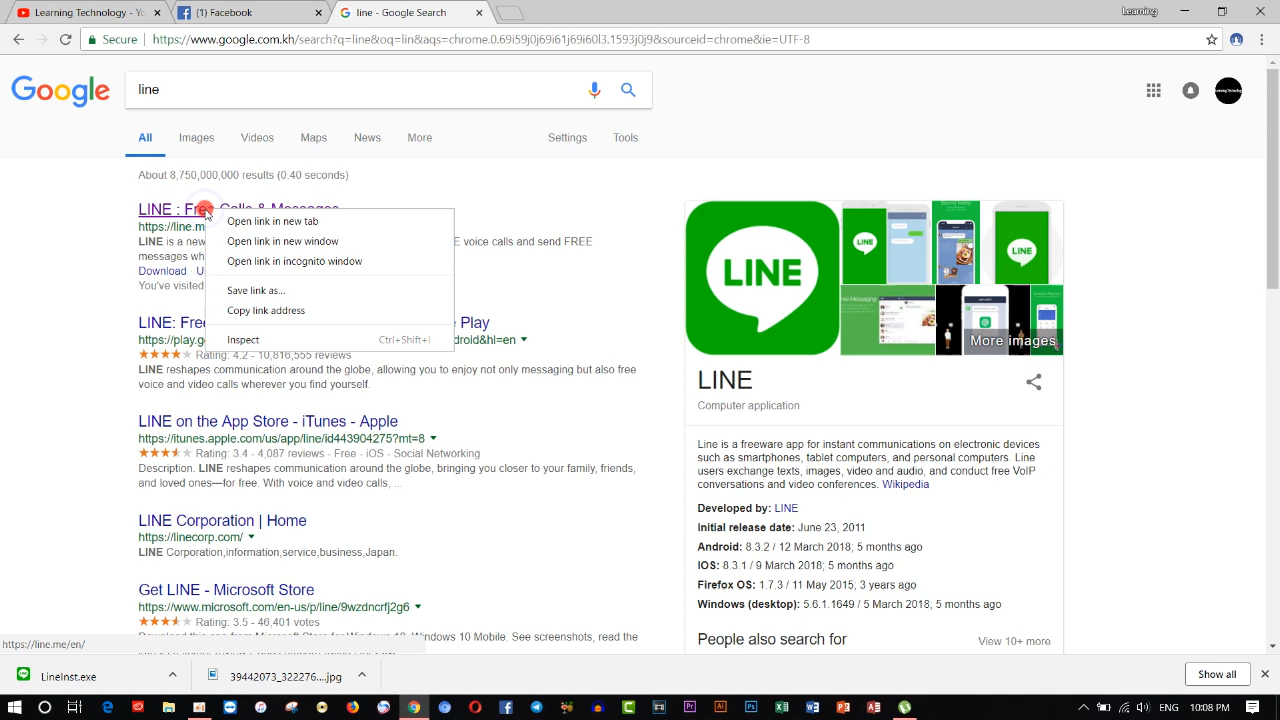 Learning Technology - Yo
(1) Facebook
line - Google Search
Learning
Secure
https://www.google.com.kh/search?q=line&oq=lin&aqs=chrome.0.69i59j0j69i61j69i60l3.1593j0j9&sourceid=chrome&ie=UTF-8
Google
line
All Images Videos Maps News More Settings Tools
About 8,750,000,000 results (0.40 seconds)
LINE : Free Calls & Messages
https://line.m
LINE is a new
E voice calls and send FREE
messages wh
Download
You've visited
Open link in new tab
Open link in new window
Open link in incognito window
Save link as...
Copy link address
Inspect Ctrl+Shift+I
LINE: Free
e Play
https://play.g
droid&hl=en
Rating: 4.2 - 10,816,555 reviews
LINE reshapes communication around the globe, allowing you to enjoy not only messaging but also free
voice and video calls wherever you find yourself.
LINE on the App Store - iTunes - Apple
https://itunes.apple.com/us/app/line/id443904275?mt=8
Rating: 3.4 - 4,087 reviews - Free - iOS - Social Networking
Description. LINE reshapes communication around the globe, bringing you closer to your family, friends,
and loved ones—for free. With voice and video calls, ...
LINE Corporation | Home
https://linecorp.com/
LINE Corporation,information,service,business,Japan.
Get LINE - Microsoft Store
https://www.microsoft.com/en-us/p/line/9wzdncrfj2g6
Rating: 3.5 - 46,401 votes
Download this app from Microsoft Store for Windows 10, Windows 10 Mobile. See screenshots, read the
LINE
LINE
More images
LINE
Computer application
Line is a freeware app for instant communications on electronic devices
such as smartphones, tablet computers, and personal computers. Line
users exchange texts, images, video and audio, and conduct free VoIP
conversations and video conferences. Wikipedia
Developed by: LINE
Initial release date: June 23, 2011
Android: 8.3.2 / 12 March 2018; 5 months ago
IOS: 8.3.1 / 9 March 2018; 5 months ago
Firefox OS: 1.7.3 / 11 May 2015; 3 years ago
Windows (desktop): 5.6.1.1649 / 5 March 2018; 5 months ago
People also search for
View 10+ more
https://line.me/en/
LineInst.exe
39442073_322276....jpg
Show all
ENG
10:08 PM